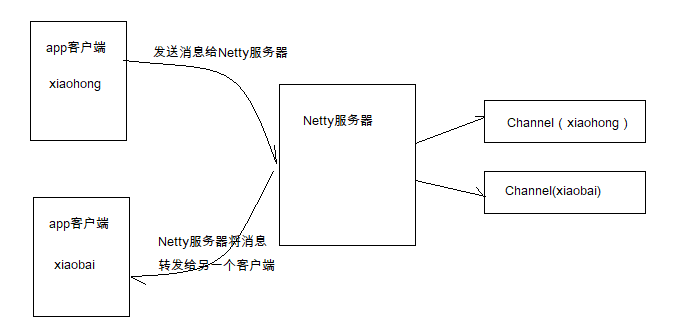 app客户端
xiaohong
发送消息给Netty服务器
Netty服务器
Channel（xiaohong）
Channel(xiaobai)
app客户端
xiaobai
Netty服务器将消息
转发给另一个客户端